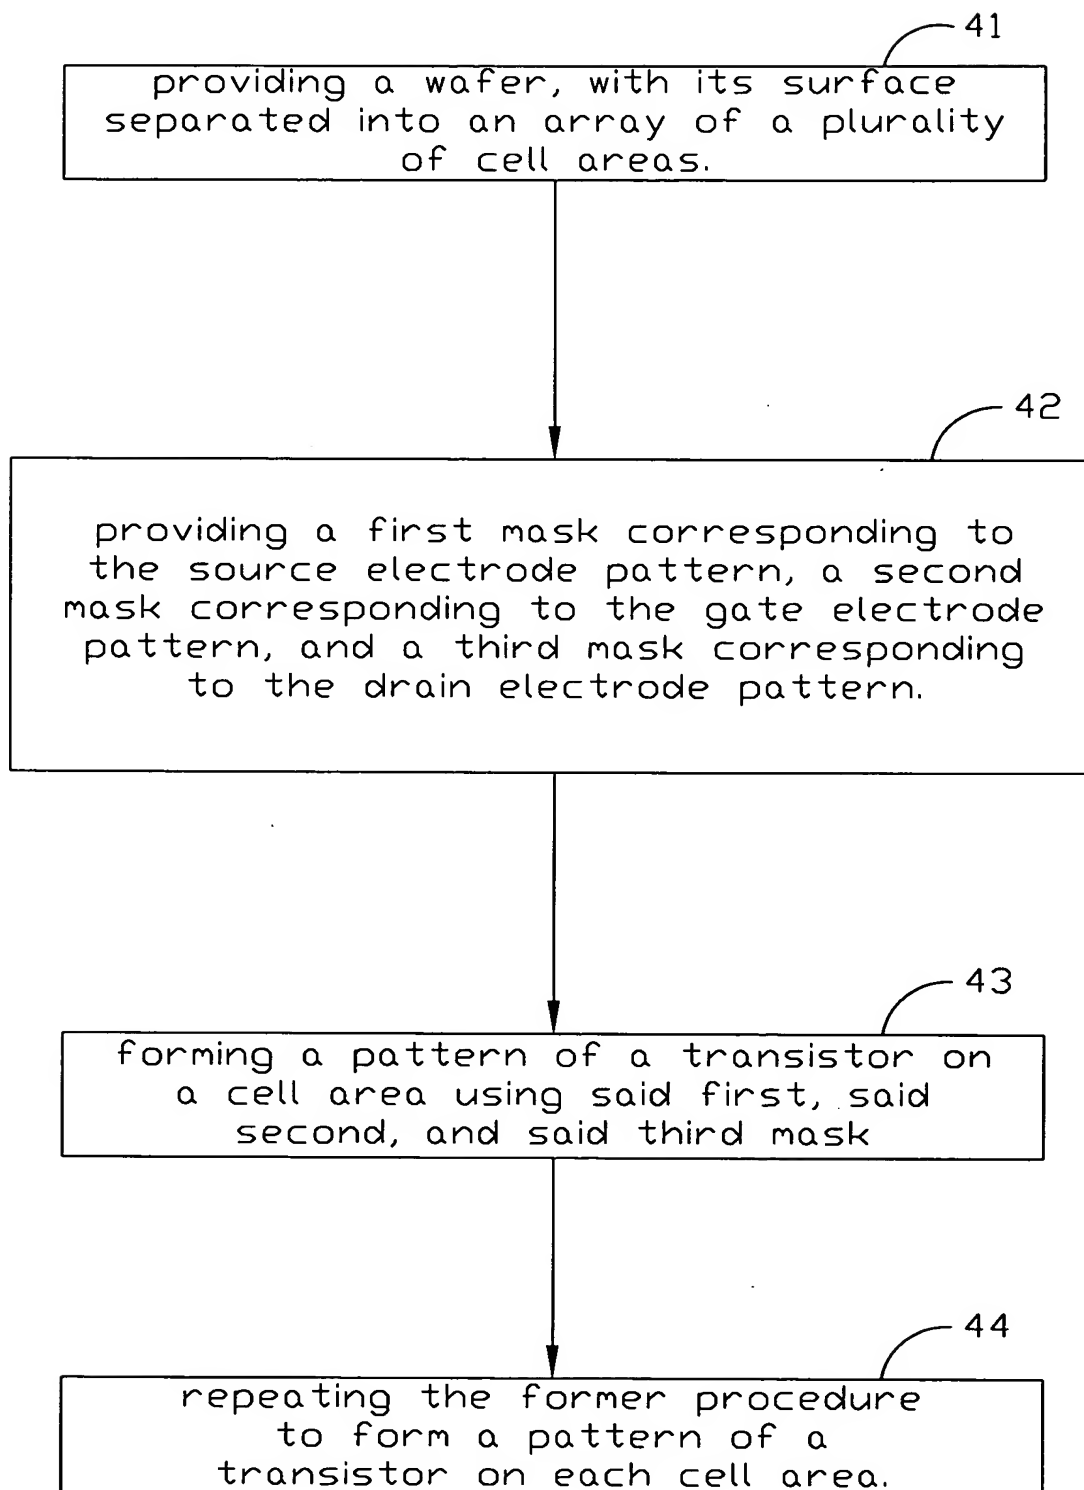 41
providing a wafer, with its surface
separated into an array of a plurality
of cell areas.
42
providing a first mask corresponding to
the source electrode pattern, a second
mask corresponding to the gate electrode
pattern, and a third mask corresponding
to the drain electrode pattern.
43
forming a pattern of a transistor on
a cell area using said first, said
second, and said third mask
44
repeating the former procedure
to form a pattern of a
transistor on each cell area.